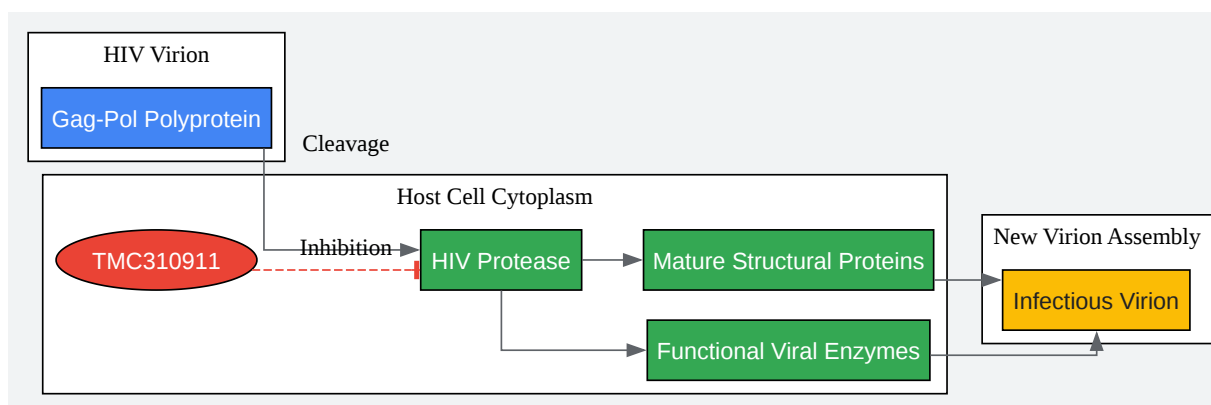 HIV Virion
Gag-Pol Polyprotein
Cleavage
Host Cell Cytoplasm
TMC310911
Inhibition
HIV Protease
Mature Structural Proteins
Functional Viral Enzymes
New Virion Assembly
Infectious Virion